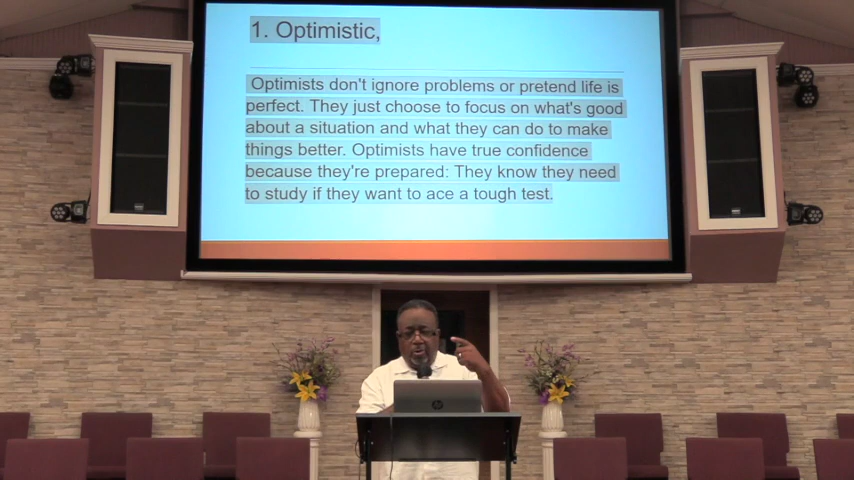 1. Optimistic,
Optimists don't ignore problems or pretend life is
perfect. They just choose to focus on what's good
about a situation and what they can do to make
things better. Optimists have true confidence
because they're prepared: They know they need
to study if they want to ace a tough test.
hp